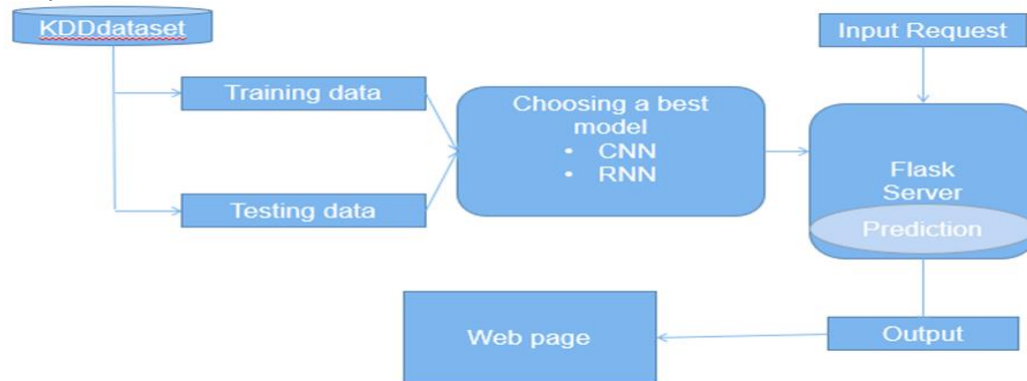 KDDdataset
Input Request
Training data
Choosing a best
model
• CNN
• RNN
Testing data
Flask
Server
Prediction
Web page
Output